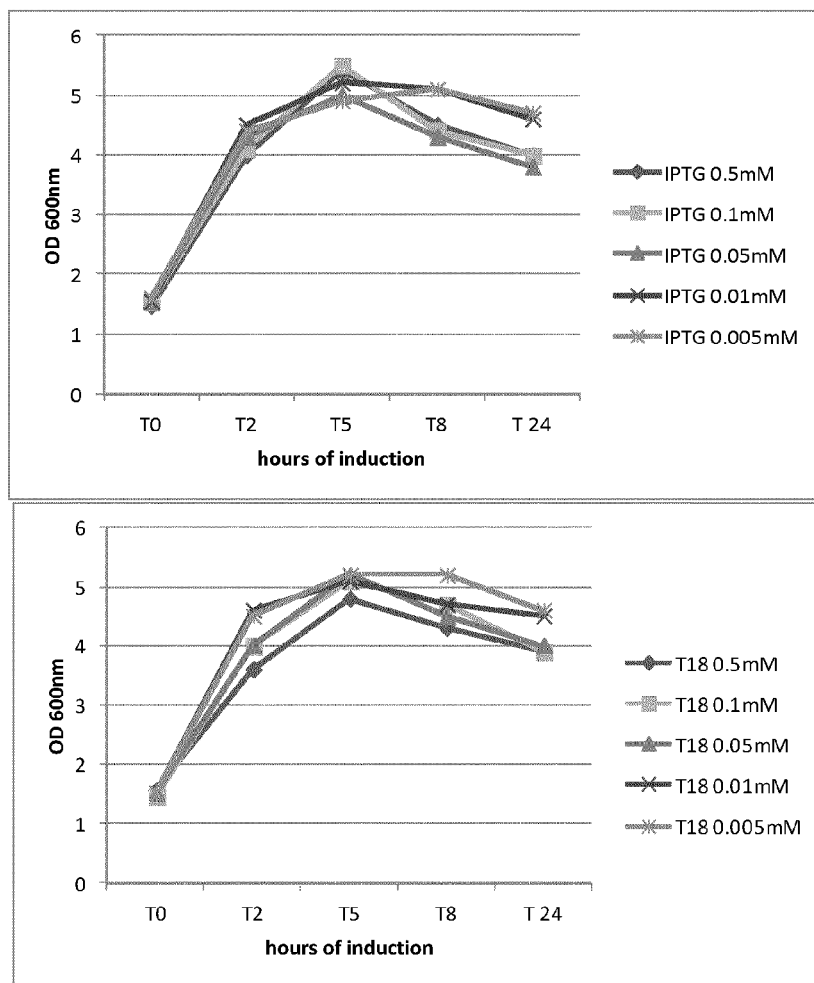 6
5
4
3
2
1
0
OD 600nm
T0 T2 T5 T8 T 24
hours of induction
IPTG 0.5mM
IPTG 0.1mM
IPTG 0.05mM
IPTG 0.01mM
IPTG 0.005mM
6
5
4
3
2
1
0
OD 600nm
T0 T2 T5 T8 T 24
hours of induction
T18 0.5mM
T18 0.1mM
T18 0.05mM
T18 0.01mM
T18 0.005mM